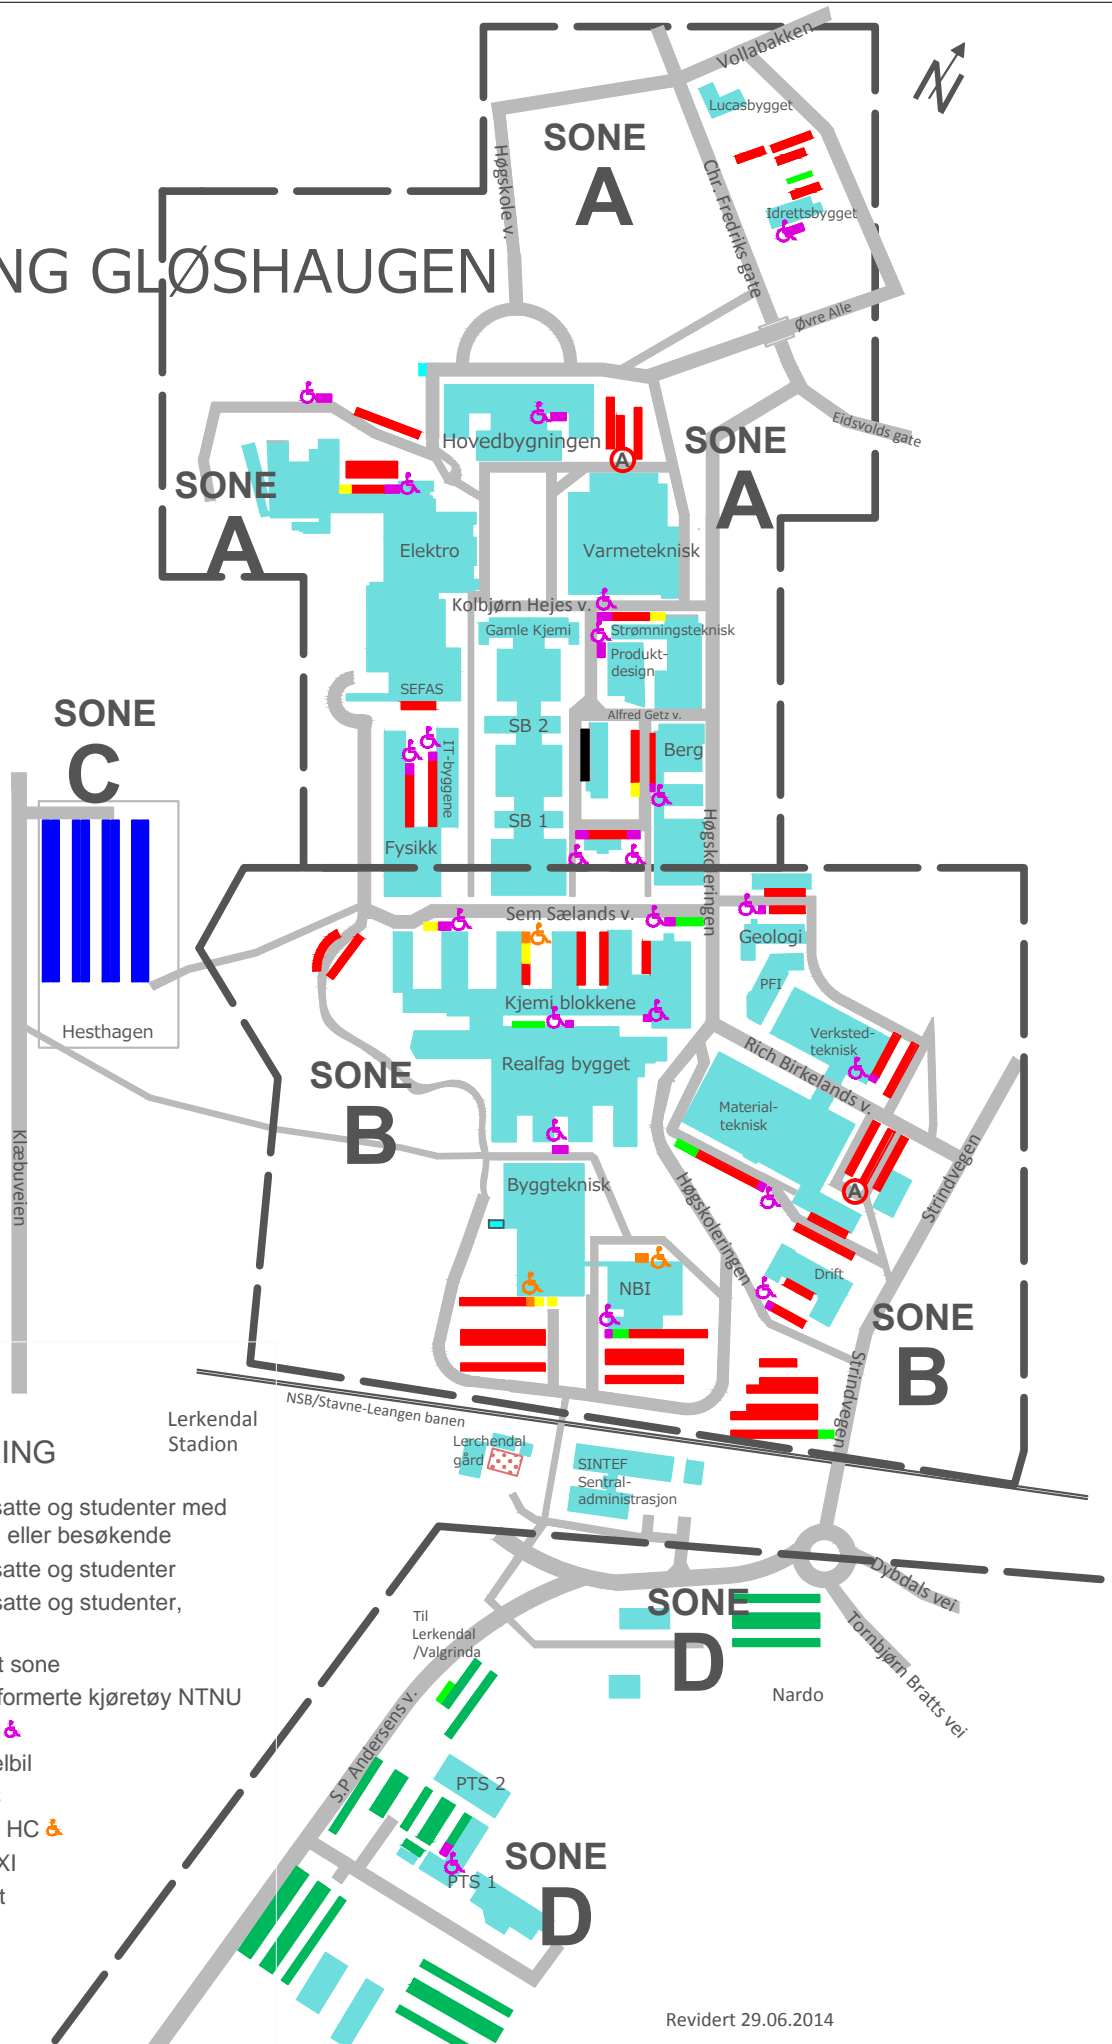 Vollabakken
N
Lucasbygget
SONE
A
Høgskole v.
Chr. Fredriks gate
Idrettsbygget
NG GLØSHAUGEN
Øvre Alle
Eidsvolds gate
Hovedbygningen
SONE
A
A
SONE
A
Elektro
Varmeteknisk
Kolbjørn Hejes v.
Gamle Kjemi
Strømningsteknisk
Produkt-
design
SEFAS
SONE
C
Alfred Getz v.
SB 2
IT-byggene
Berg
SB 1
Fysikk
Høgskoleringen
Sem Sælands v.
Geologi
PFI
Kjemi blokkene
Hesthagen
Verksted-
teknisk
Realfag bygget
Rich Birkelands v.
SONE
B
Material-
teknisk
Klæbuveien
Byggteknisk
Høgskoleringen
A
Strindvegen
NBI
Drift
SONE
B
Strindvegen
NSB/Stavne-Leangen banen
Lerkendal
Stadion
Lerchendal
gård
SINTEF
Sentral-
administrasjon
RING
satte og studenter med
eller besøkende
satte og studenter
satte og studenter,
t sone
formerte kjøretøy NTNU
elbil
HC
XI
t
Dybdals vei
Tornbjørn Bratts vei
SONE
D
Nardo
Til
Lerkendal
/Valgrinda
S.P Andersens v.
PTS 2
PTS 1
SONE
D
Revidert 29.06.2014